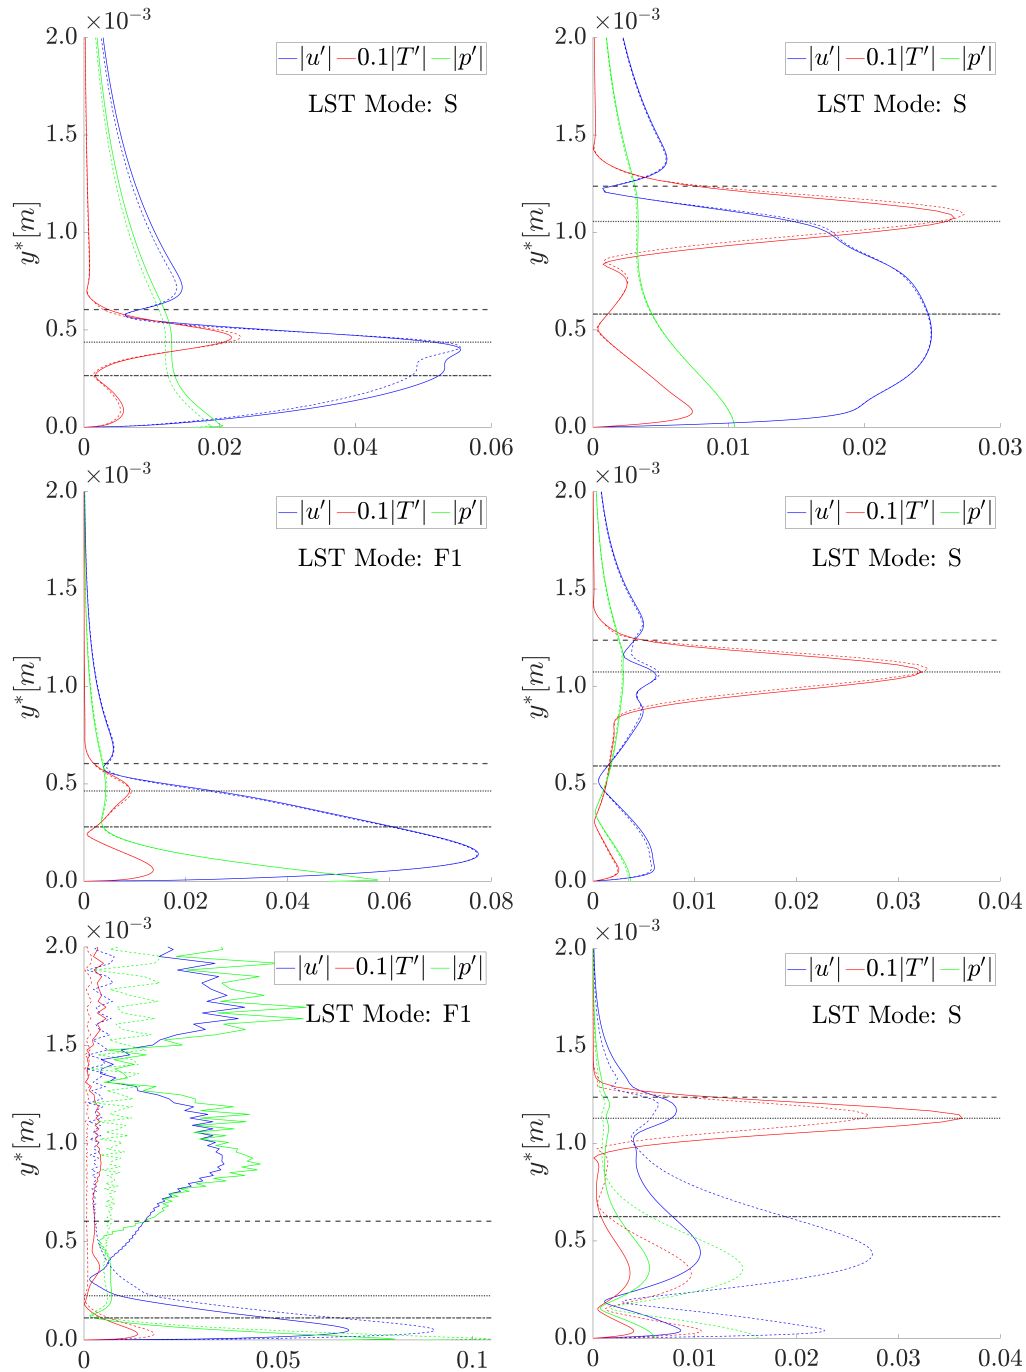 ×10⁻³
2.0
|u′| 0.1|T′| |p′|
LST Mode: S
1.5
y*[m]
1.0
0.5
0.0
0 0.02 0.04 0.06
×10⁻³
2.0
|u′| 0.1|T′| |p′|
LST Mode: S
1.5
y*[m]
1.0
0.5
0.0
0 0.01 0.02 0.03
×10⁻³
2.0
|u′| 0.1|T′| |p′|
LST Mode: F1
1.5
y*[m]
1.0
0.5
0.0
0 0.02 0.04 0.06 0.08
×10⁻³
2.0
|u′| 0.1|T′| |p′|
LST Mode: S
1.5
y*[m]
1.0
0.5
0.0
0 0.01 0.02 0.03 0.04
×10⁻³
2.0
|u′| 0.1|T′| |p′|
LST Mode: F1
1.5
y*[m]
1.0
0.5
0.0
0 0.05 0.1
×10⁻³
2.0
|u′| 0.1|T′| |p′|
LST Mode: S
1.5
y*[m]
1.0
0.5
0.0
0 0.01 0.02 0.03 0.04